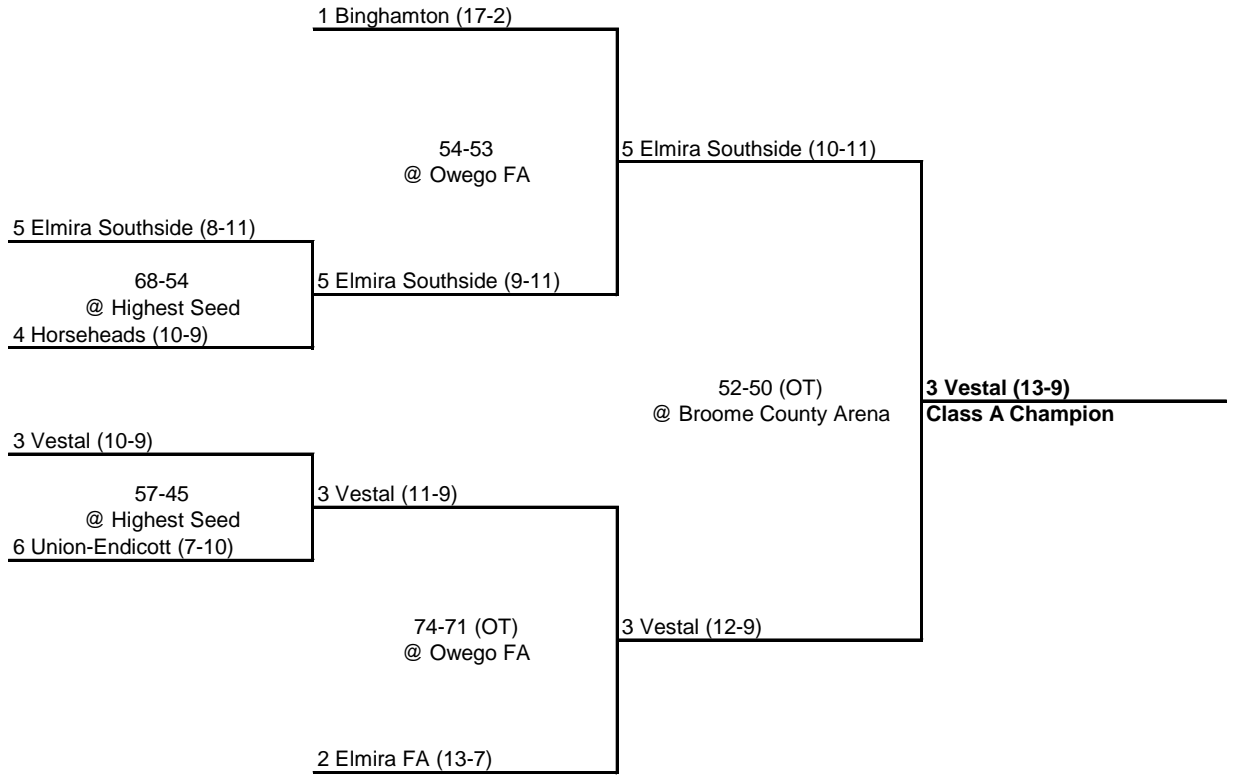 1 Binghamton (17-2)
54-53
@ Owego FA
5 Elmira Southside (10-11)
5 Elmira Southside (8-11)
68-54
@ Highest Seed
5 Elmira Southside (9-11)
4 Horseheads (10-9)
52-50 (OT)
@ Broome County Arena
3 Vestal (13-9)
Class A Champion
3 Vestal (10-9)
57-45
@ Highest Seed
3 Vestal (11-9)
6 Union-Endicott (7-10)
74-71 (OT)
@ Owego FA
3 Vestal (12-9)
2 Elmira FA (13-7)